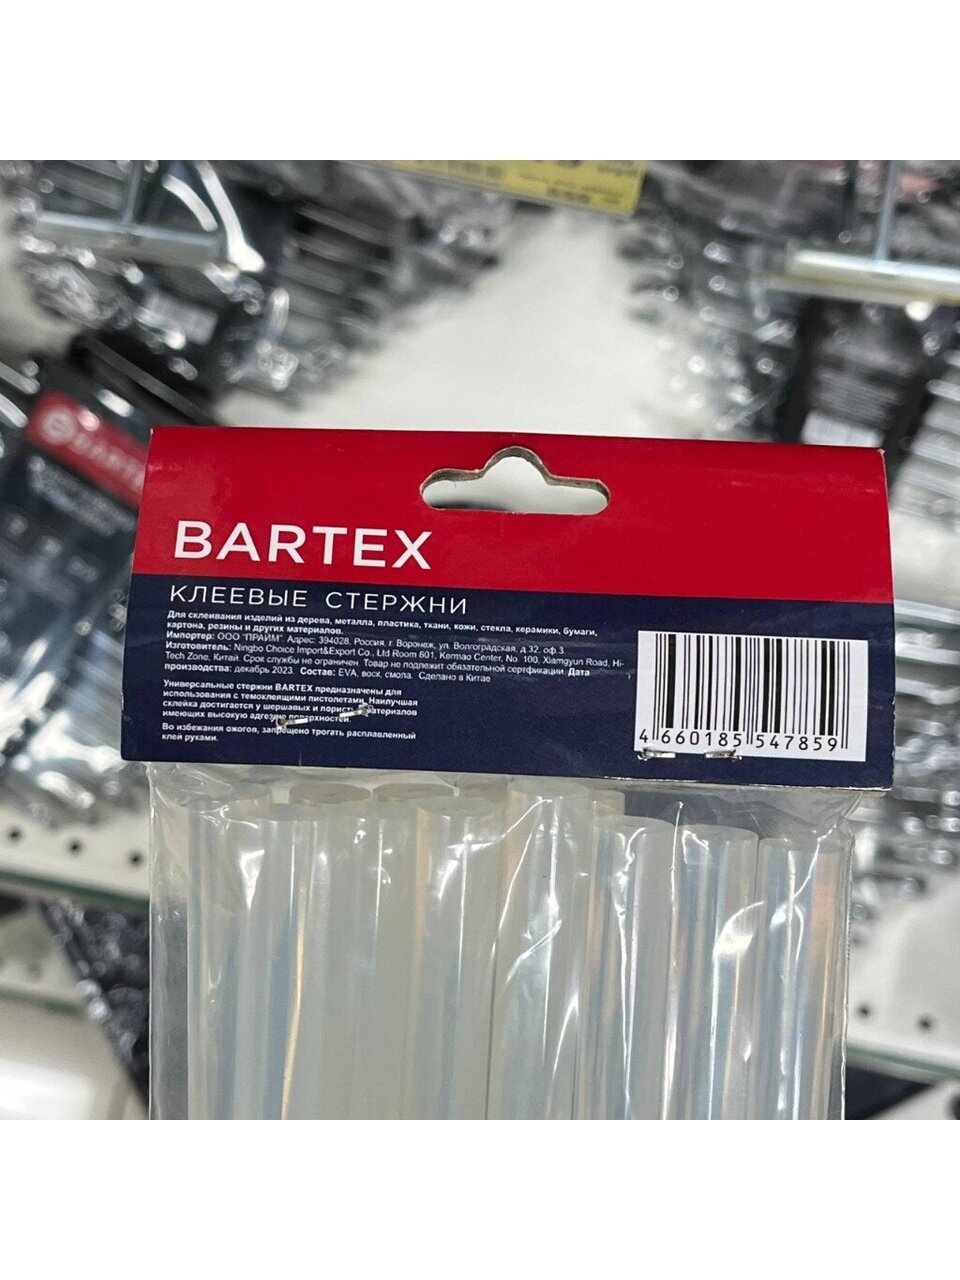 BARTEX
КЛЕЕВЫЕ СТЕРЖНИ
Для склеивания изделий из дерева, металла, пластика, ткани, кожи, стекла, керамики, бумаги,
картона, резины и других материалов.
Импортер: ООО "ПРАЙМ". Адрес: 394028, Россия, г. Воронеж, ул. Волгоградская, д.32, оф.3.
Изготовитель: Ningbo Choice Import&Export Co., Ltd Room 601, Kermao Center, No. 100, Xiamgyun Road, Hi-
Tech Zone, Китай. Срок службы не ограничен. Товар не подлежит обязательной сертификации. Дата
производства: декабрь 2023. Состав: EVA, воск, смола. Сделано в Китае
Универсальные стержни BARTEX предназначены для
использования с темоклеящими пистолетами. Наилучшая
склейка достигается у шершавых и пористых материалов
имеющих высокую адгезию поверхностей.
Во избежания ожогов, запрещено трогать расплавленный
клей руками.
4 660185 547859
BARTEX